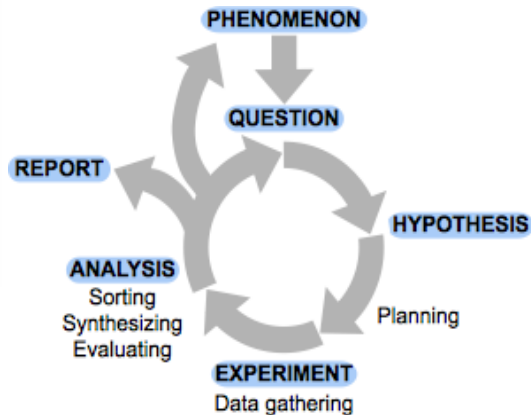 PHENOMENON
QUESTION
REPORT
HYPOTHESIS
ANALYSIS
Sorting
Synthesizing
Evaluating
Planning
EXPERIMENT
Data gathering